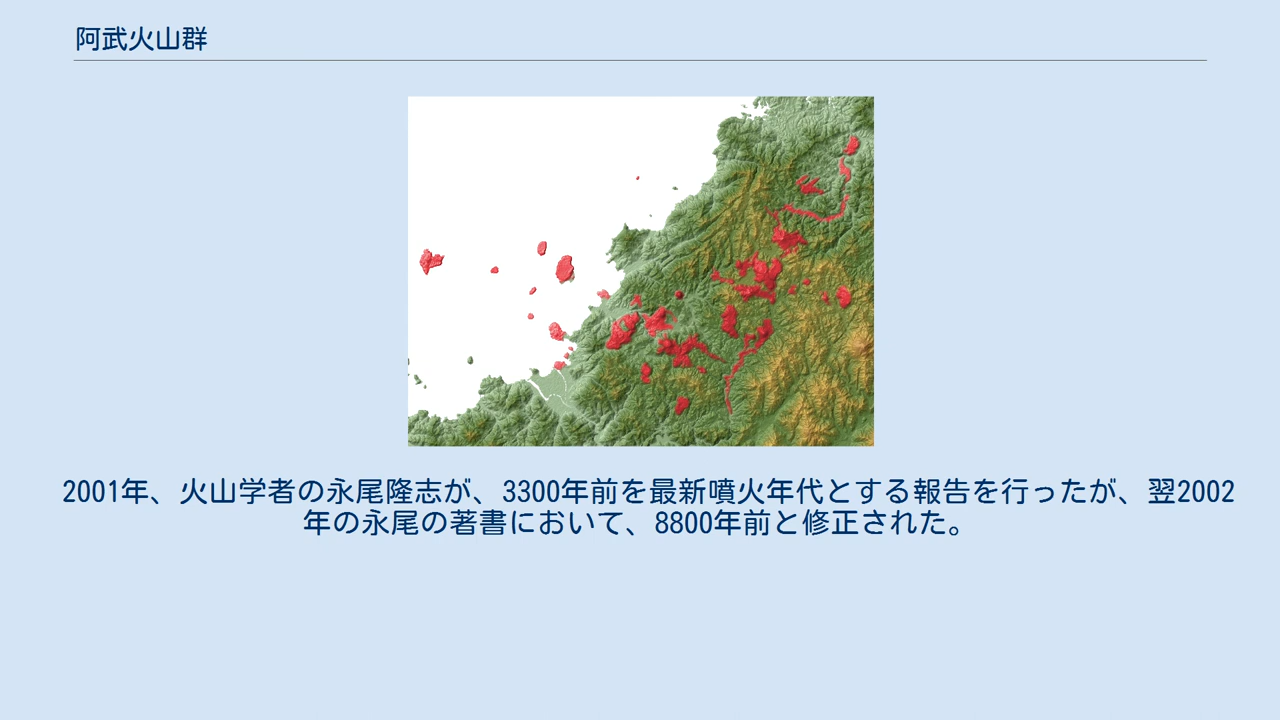 阿武火山群
2001年、火山学者の永尾隆志が、3300年前を最新噴火年代とする報告を行ったが、翌2002
年の永尾の著書において、8800年前と修正された。